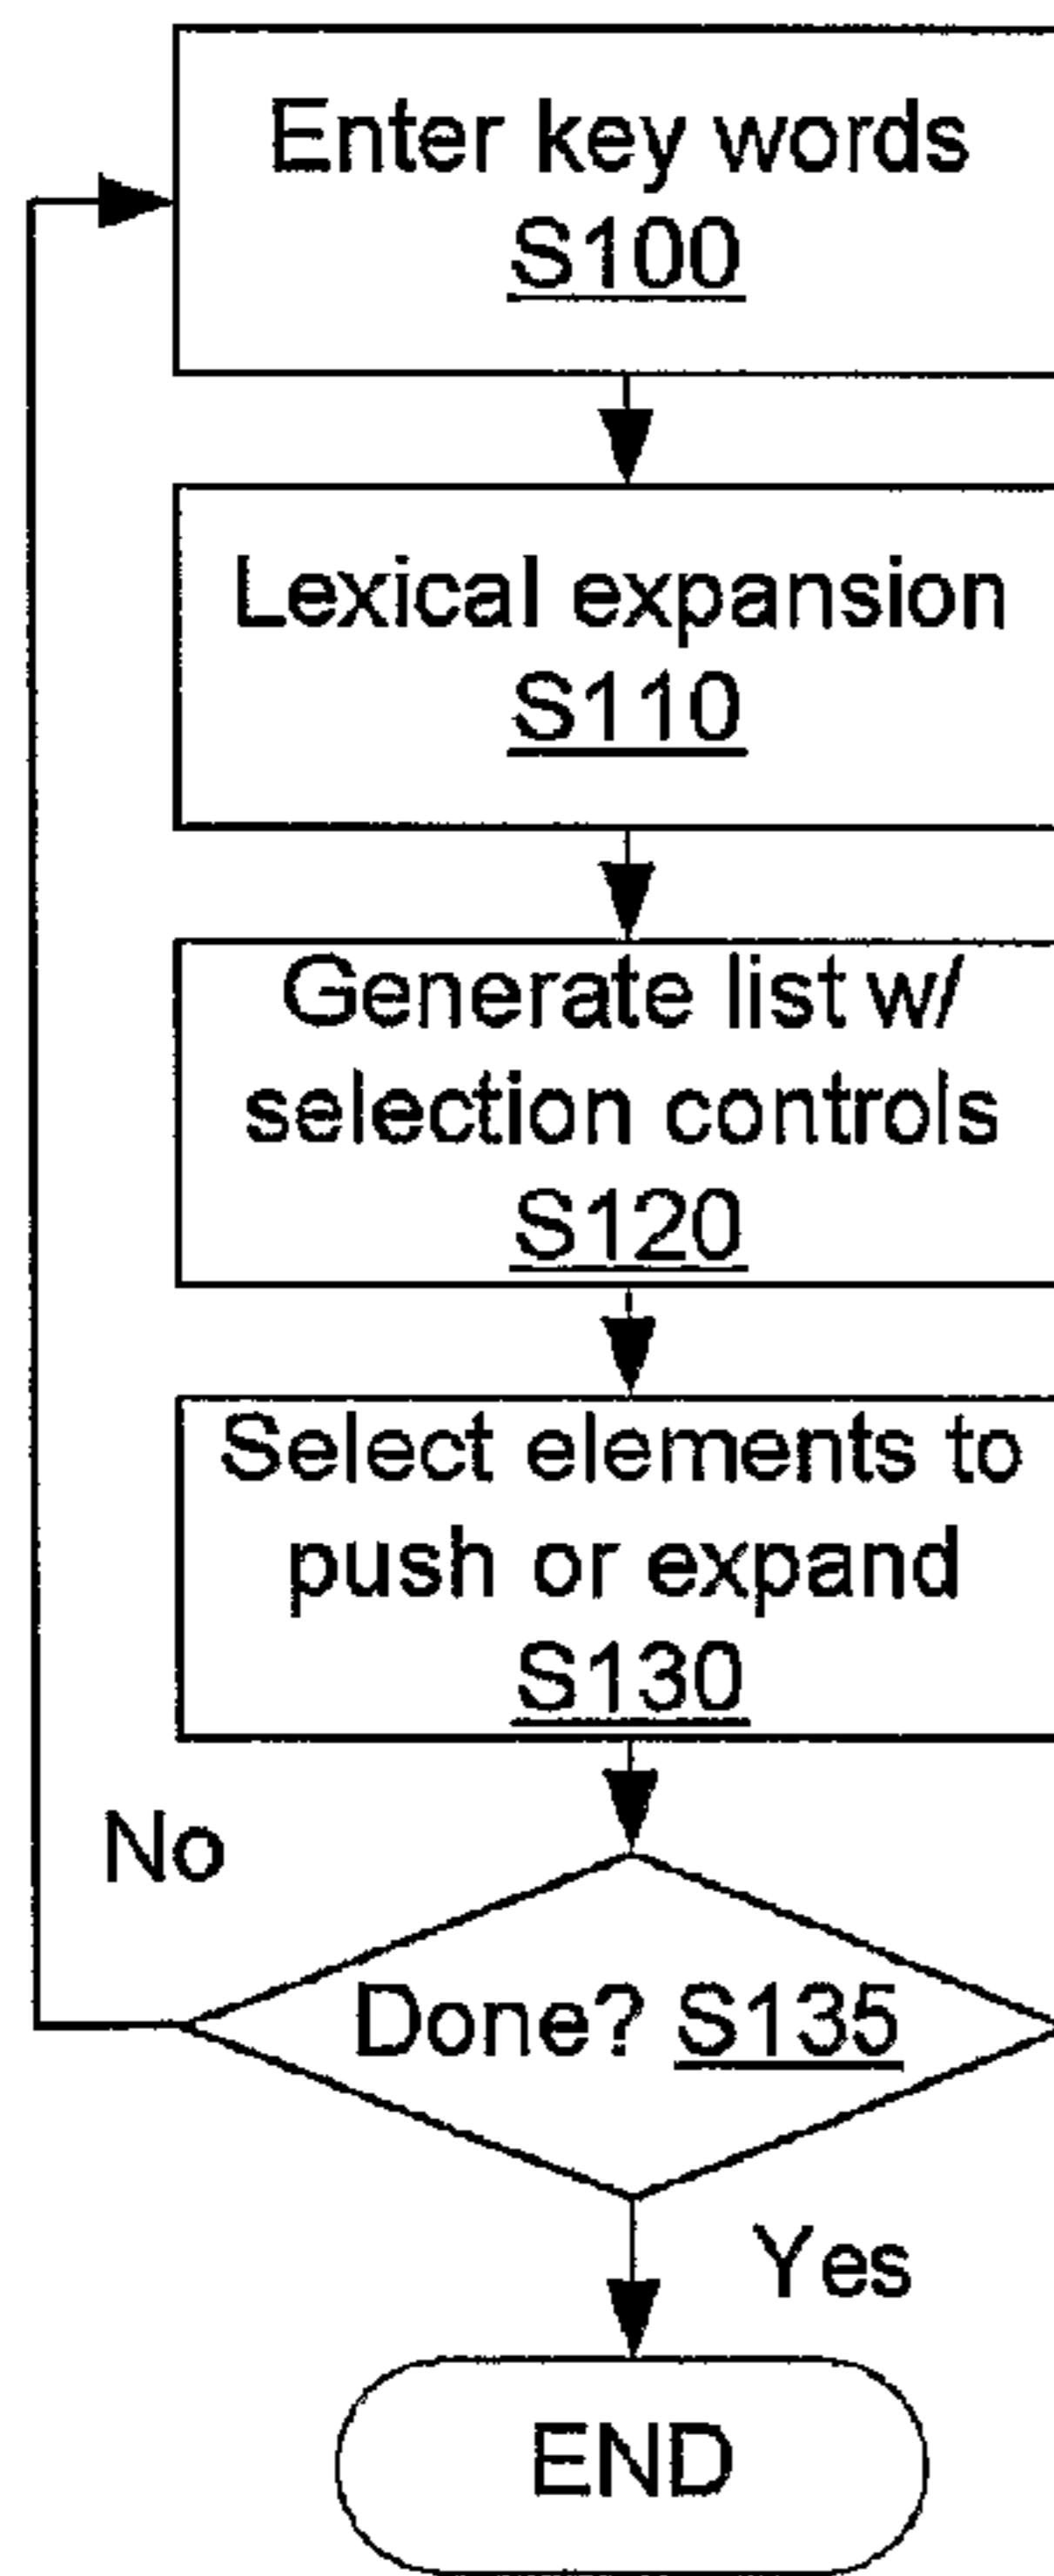 Enter key words
S100
Lexical expansion
S110
Generate list w/
selection controls
S120
Select elements to
push or expand
S130
No
Done? S135
Yes
END